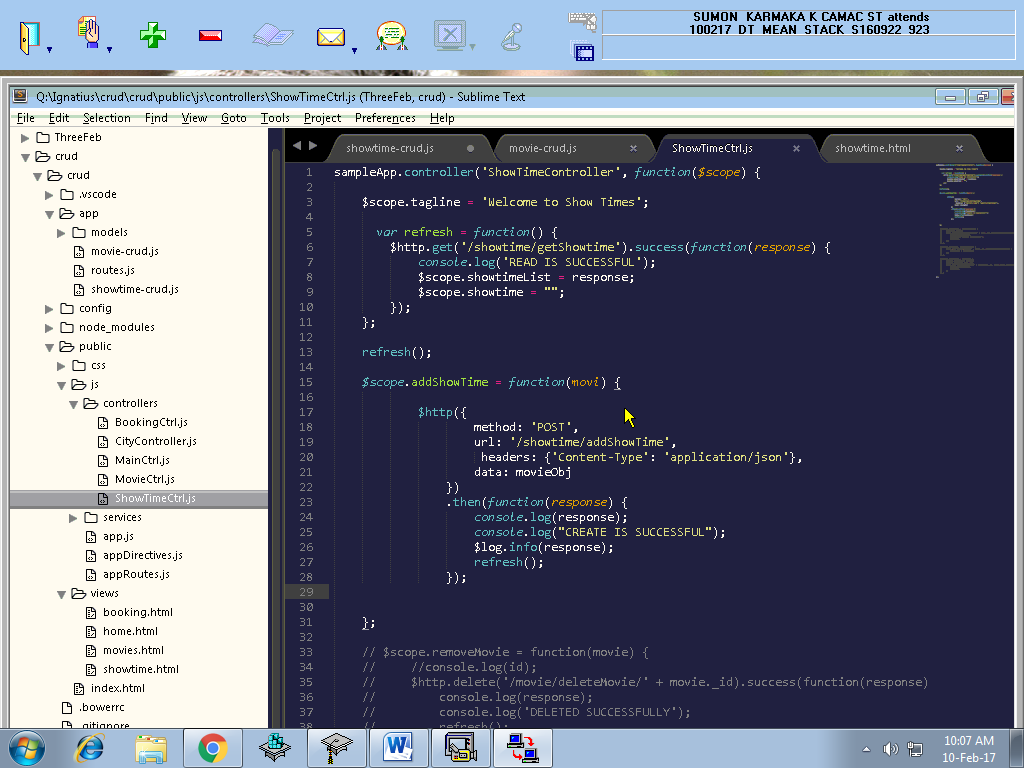 SUMON KARMAKA K CAMAC ST attends
100217 DT MEAN STACK S160922 923
Q:\Ignatius\crud\crud\public\js\controllers\ShowTimeCtrl.js (ThreeFeb, crud) - Sublime Text
File Edit Selection Find View Goto Tools Project Preferences Help
ThreeFeb
crud
crud
.vscode
app
models
movie-crud.js
routes.js
showtime-crud.js
config
node_modules
public
css
js
controllers
BookingCtrl.js
CityController.js
MainCtrl.js
MovieCtrl.js
ShowTimeCtrl.js
services
app.js
appDirectives.js
appRoutes.js
views
booking.html
home.html
movies.html
showtime.html
index.html
.bowerrc
.gitignore
showtime-crud.js movie-crud.js ShowTimeCtrl.js showtime.html
1 sampleApp.controller('ShowTimeController', function($scope) {
2
3 $scope.tagline = 'Welcome to Show Times';
4
5 var refresh = function() {
6 $http.get('/showtime/getShowtime').success(function(response) {
7 console.log('READ IS SUCCESSFUL');
8 $scope.showtimeList = response;
9 $scope.showtime = "";
10 });
11 };
12
13 refresh();
14
15 $scope.addShowTime = function(movi) {
16
17 $http({
18 method: 'POST',
19 url: '/showtime/addShowTime',
20 headers: {'Content-Type': 'application/json'},
21 data: movieObj
22 })
23 .then(function(response) {
24 console.log(response);
25 console.log("CREATE IS SUCCESSFUL");
26 $log.info(response);
27 refresh();
28 });
29
30
31 };
32
33 // $scope.removeMovie = function(movie) {
34 // //console.log(id);
35 // $http.delete('/movie/deleteMovie/' + movie._id).success(function(response)
36 // console.log(response);
37 // console.log('DELETED SUCCESSFULLY');
38 // refresh();
10:07 AM
10-Feb-17